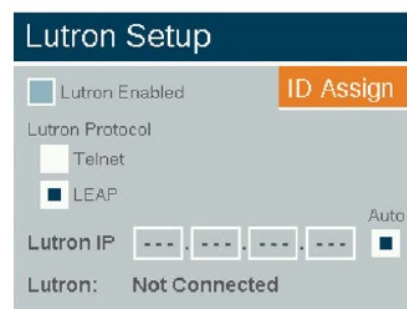 Lutron Setup
Lutron Enabled
ID Assign
Lutron Protocol
Telnet
LEAP
Auto
Lutron IP ---.---.---.---
Lutron: Not Connected